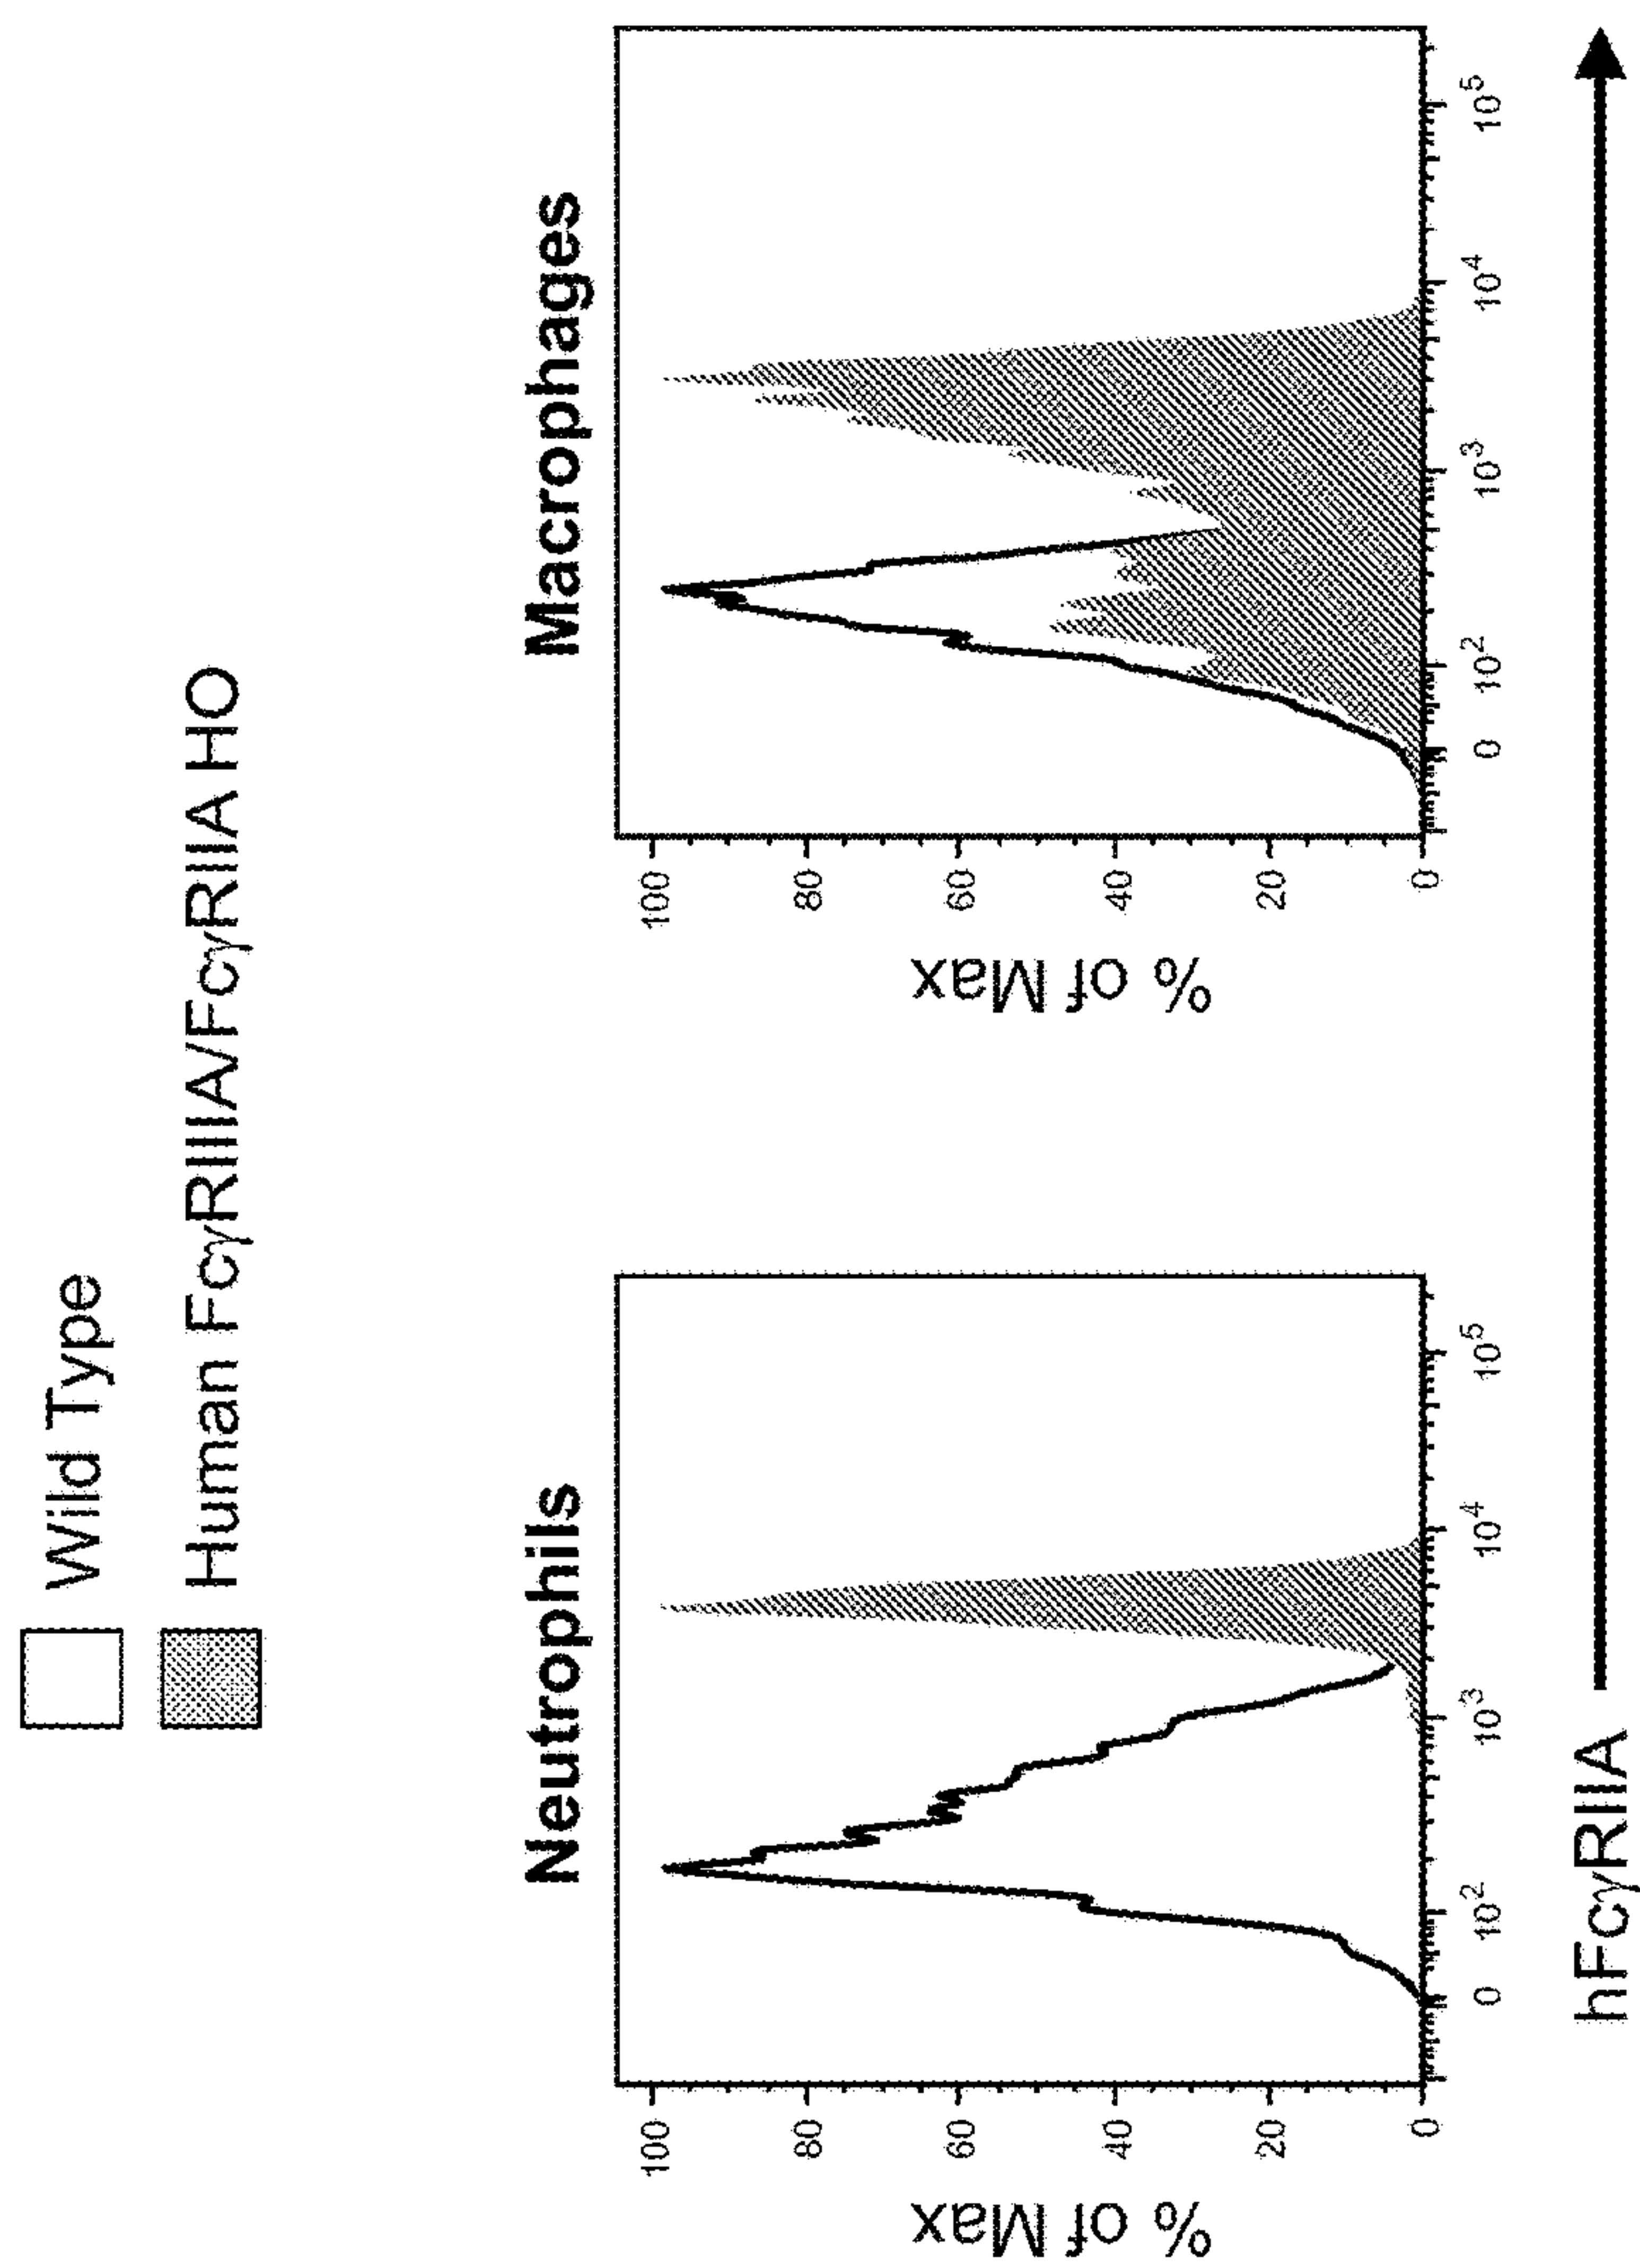 Wild Type
Human FcγRIIIA/FcγRIIA HO
Neutrophils
% of Max
100
80
60
40
20
0
0 10² 10³ 10⁴ 10⁵
Macrophages
% of Max
100
80
60
40
20
0
0 10² 10³ 10⁴ 10⁵
hFcγRIIA